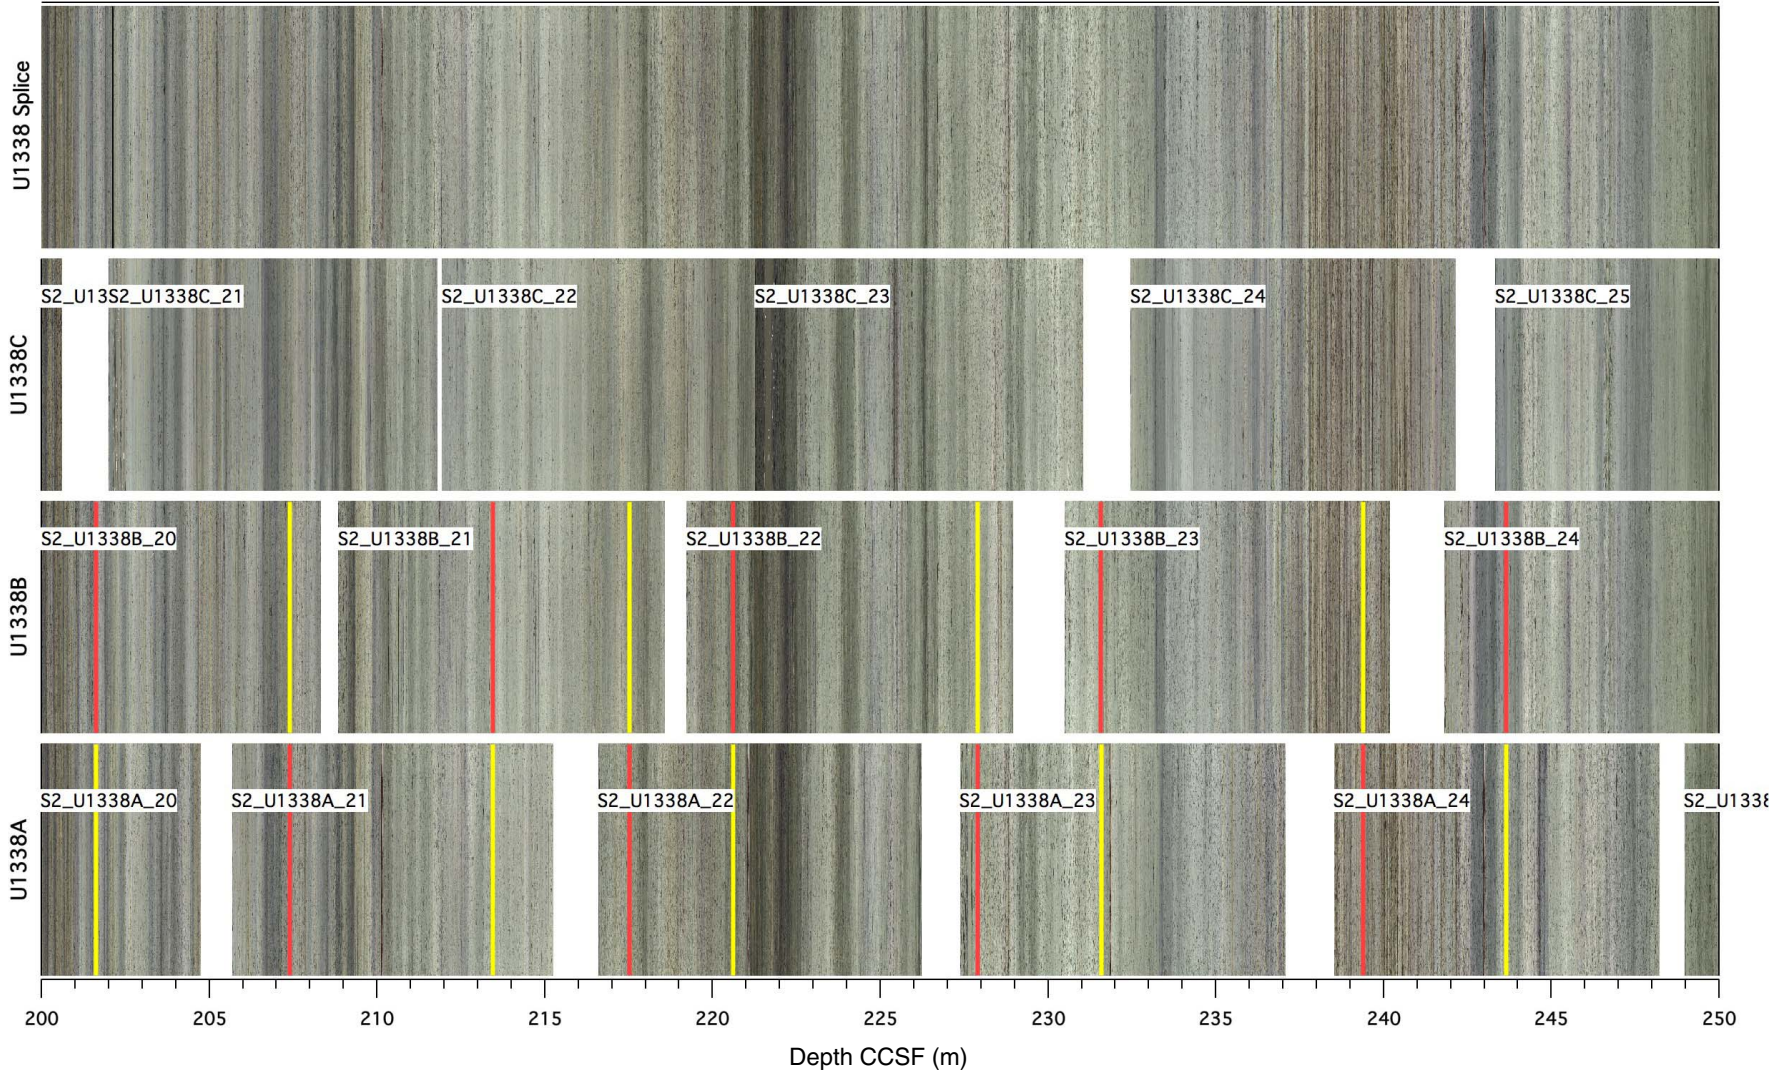 U1338 Splice
U1338C
S2_U13
S2_U1338C_21
S2_U1338C_22
S2_U1338C_23
S2_U1338C_24
S2_U1338C_25
U1338B
S2_U1338B_20
S2_U1338B_21
S2_U1338B_22
S2_U1338B_23
S2_U1338B_24
U1338A
S2_U1338A_20
S2_U1338A_21
S2_U1338A_22
S2_U1338A_23
S2_U1338A_24
S2_U1338
200 205 210 215 220 225 230 235 240 245 250
Depth CCSF (m)